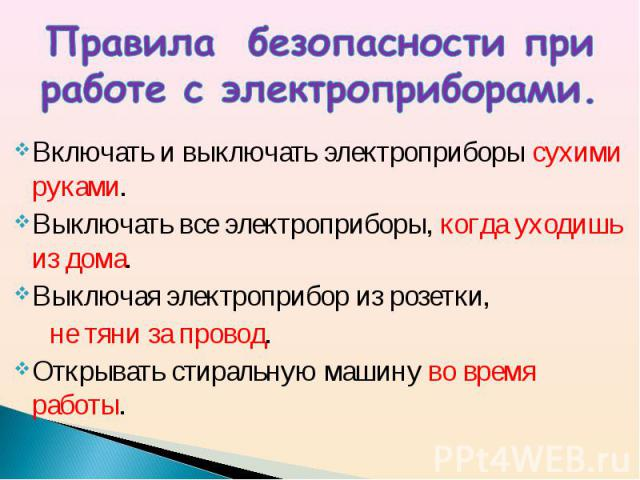 Правила безопасности при
работе с электроприборами.
Включать и выключать электроприборы сухими
руками.
Выключать все электроприборы, когда уходишь
из дома.
Выключая электроприбор из розетки,
не тяни за провод.
Открывать стиральную машину во время
работы.
PPt4WEB.ru